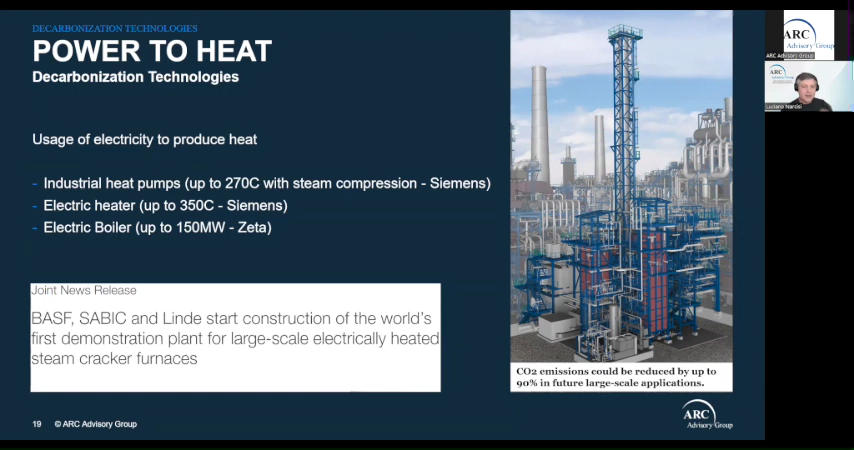 DECARBONIZATION TECHNOLOGIES
POWER TO HEAT
Decarbonization Technologies
Usage of electricity to produce heat
- Industrial heat pumps (up to 270C with steam compression - Siemens)
- Electric heater (up to 350C - Siemens)
- Electric Boiler (up to 150MW - Zeta)
Joint News Release
BASF, SABIC and Linde start construction of the world's
first demonstration plant for large-scale electrically heated
steam cracker furnaces
CO2 emissions could be reduced by up to
90% in future large-scale applications.
19 © ARC Advisory Group
ARC
Advisory Group
ARC
Advisory Group
ARC Advisory Group
ARC
Luciano Narcisi